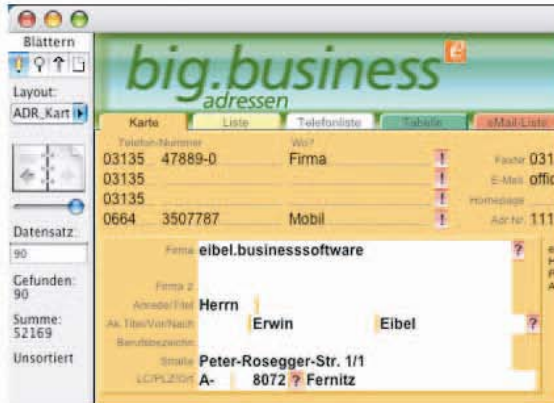 Blättern
Layout:
ADR_Kart
Datensatz:
90
Gefunden:
90
Summe:
52169
Unsortiert
big.business e
adressen
Karte Liste Telefonliste Tabelle eMail-Liste
Telefon-Nummer Wo?
03135 47889-0 Firma ! Faxnr 031
03135 ! E-Mail offic
03135 ! Homepage
0664 3507787 Mobil ! Adr Nr. 111
Firma eibel.businesssoftware ?
Firma 2
Anrede/Titel Herrn
Ak.Titel/Vor/Nach Erwin Eibel ?
Berufsbezeichn
Straße Peter-Rosegger-Str. 1/1
LC/PLZ/Ort A- 8072 ? Fernitz